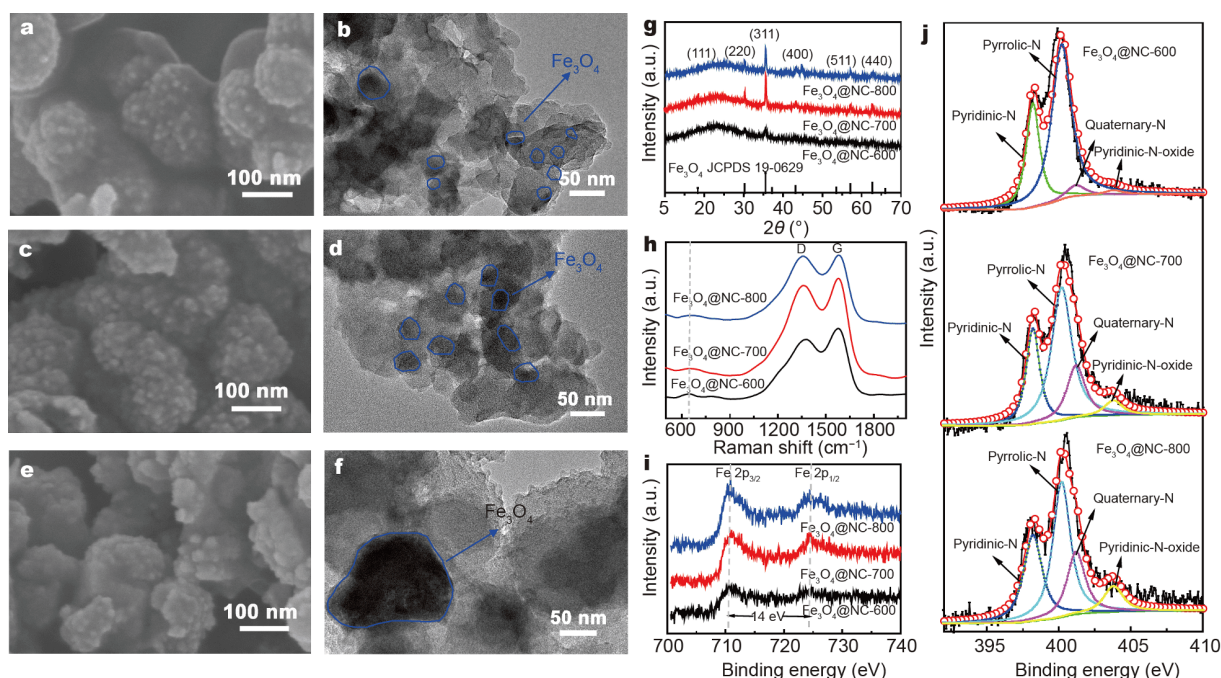 a
100 nm
b
Fe₃O₄
50 nm
c
100 nm
d
Fe₃O₄
50 nm
e
100 nm
f
Fe₃O₄
50 nm
g
Intensity (a.u.)
(111)
(220)
(311)
(400)
(511)
(440)
Fe₃O₄@NC-800
Fe₃O₄@NC-700
Fe₃O₄@NC-600
Fe₃O₄ JCPDS 19-0629
5 10 20 30 40 50 60 70
2θ (°)
h
Intensity (a.u.)
D
G
Fe₃O₄@NC-800
Fe₃O₄@NC-700
Fe₃O₄@NC-600
600 900 1200 1500 1800
Raman shift (cm⁻¹)
i
Intensity (a.u.)
Fe 2p₃/₂
Fe 2p₁/₂
Fe₃O₄@NC-800
Fe₃O₄@NC-700
Fe₃O₄@NC-600
14 eV
700 710 720 730 740
Binding energy (eV)
j
Intensity (a.u.)
Fe₃O₄@NC-600
Pyrrolic-N
Pyridinic-N
Quaternary-N
Pyridinic-N-oxide
Fe₃O₄@NC-700
Pyrrolic-N
Pyridinic-N
Quaternary-N
Pyridinic-N-oxide
Fe₃O₄@NC-800
Pyrrolic-N
Pyridinic-N
Quaternary-N
Pyridinic-N-oxide
395 400 405 410
Binding energy (eV)